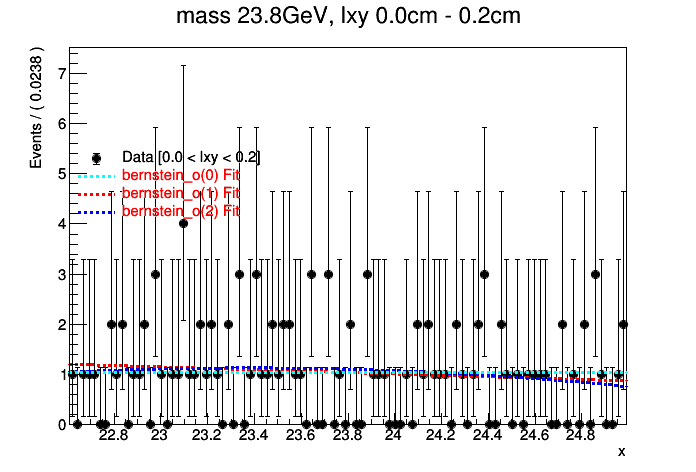 mass 23.8GeV, lxy 0.0cm - 0.2cm
Events / ( 0.0238 )
7
6
5
4
3
2
1
0
Data [0.0 < lxy < 0.2]
bernstein_o(0) Fit
bernstein_o(1) Fit
bernstein_o(2) Fit
22.8 23 23.2 23.4 23.6 23.8 24 24.2 24.4 24.6 24.8
x